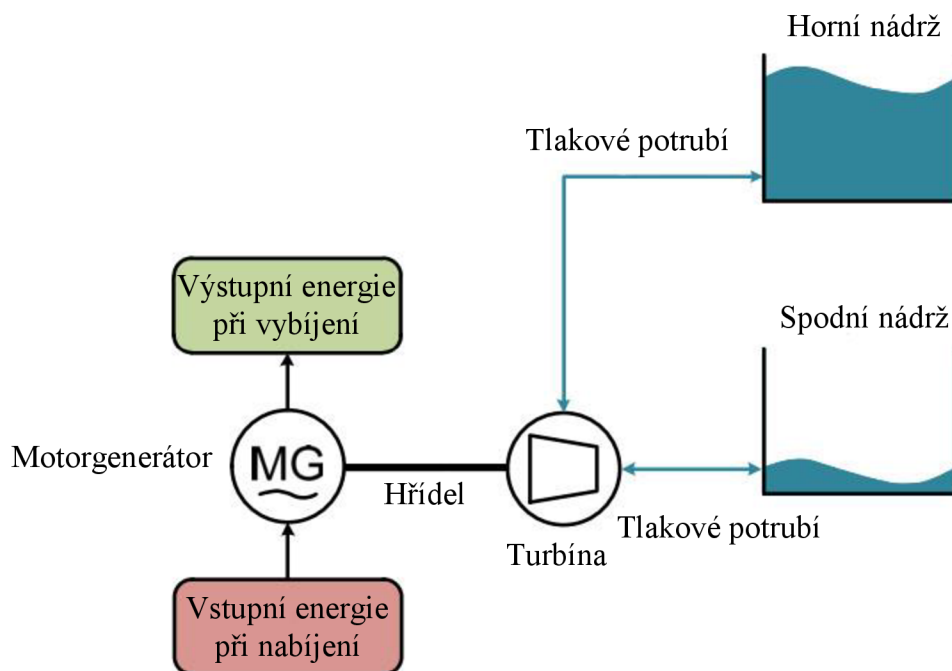 Horní nádrž
Tlakové potrubí
Výstupní energie
při vybíjení
Spodní nádrž
Motorgenerátor
MG
Hřídel
Tlakové potrubí
Turbína
Vstupní energie
při nabíjení